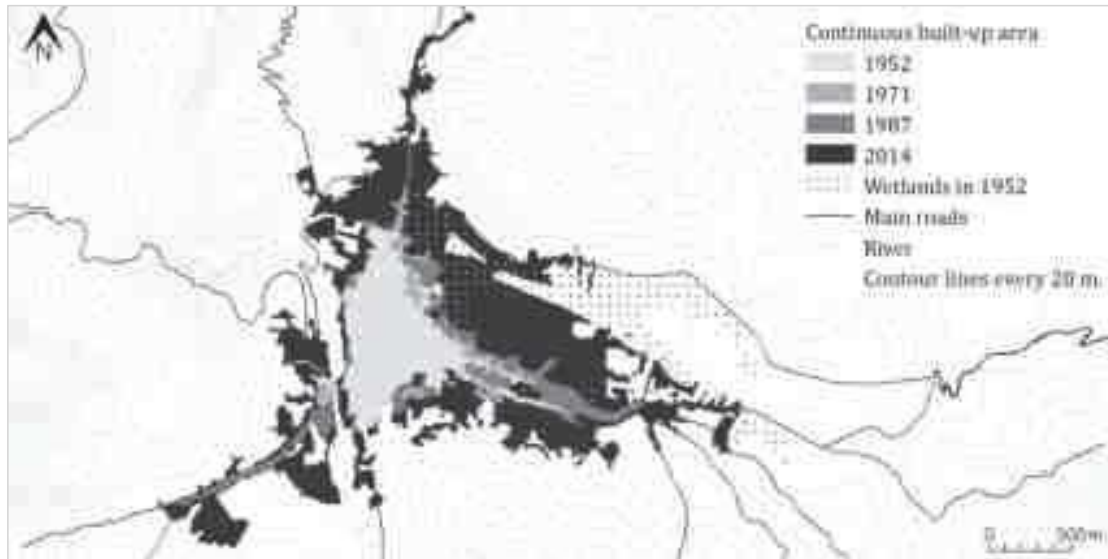 N
Continuous built-up area
1952
1971
1987
2014
Wetlands in 1952
Main roads
River
Contour lines every 20 m.
0 500m